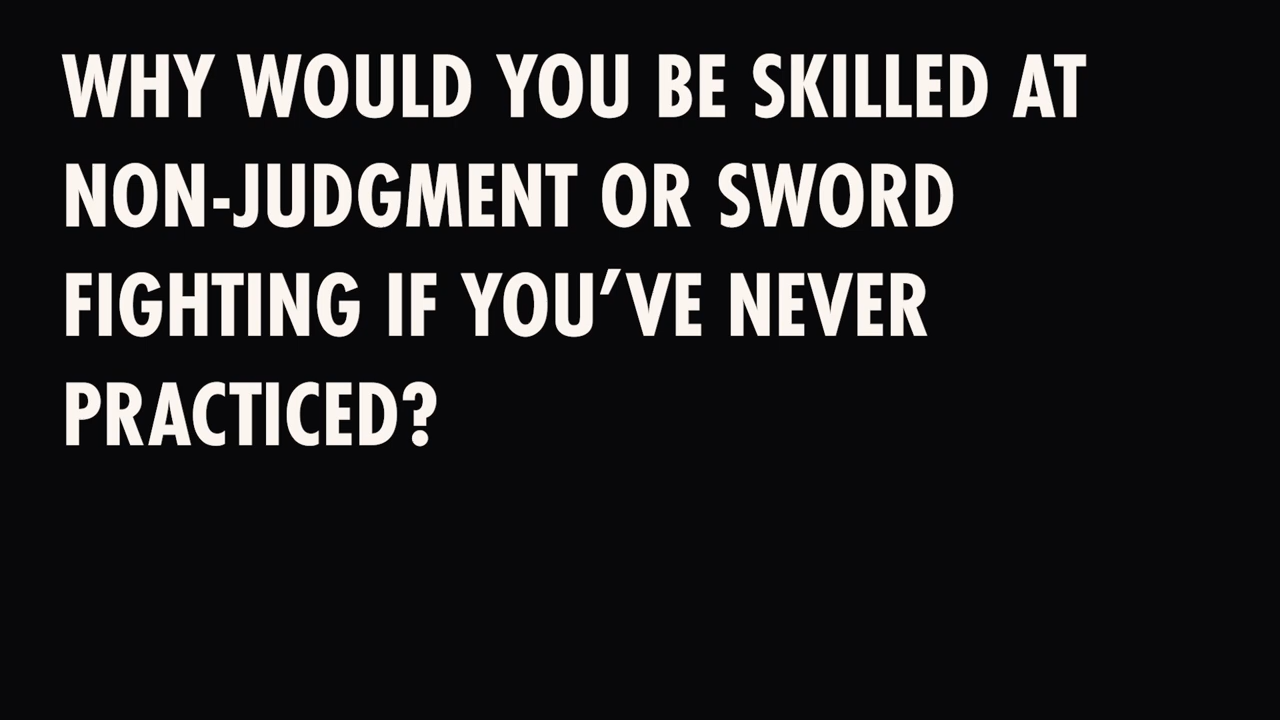 WHY WOULD YOU BE SKILLED AT
NON-JUDGMENT OR SWORD
FIGHTING IF YOU’VE NEVER
PRACTICED?